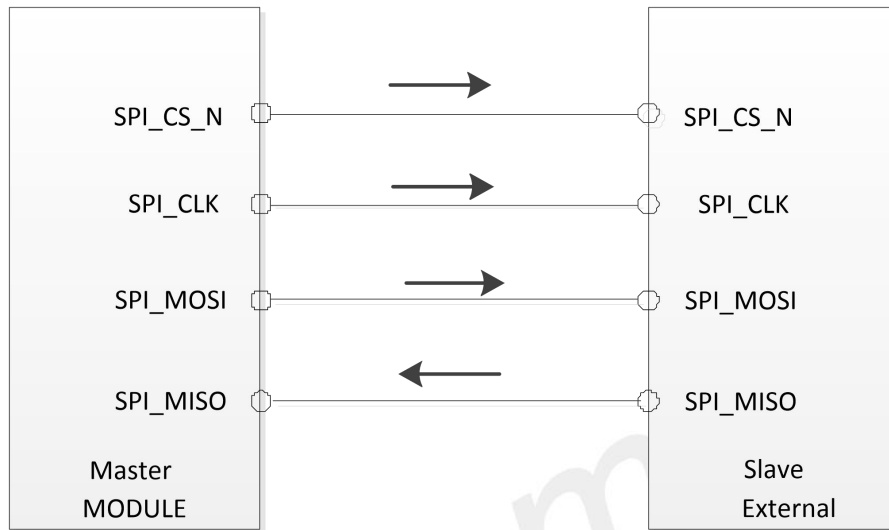 SPI_CS_N SPI_CS_N
SPI_CLK SPI_CLK
SPI_MOSI SPI_MOSI
SPI_MISO SPI_MISO
Master Slave
MODULE External